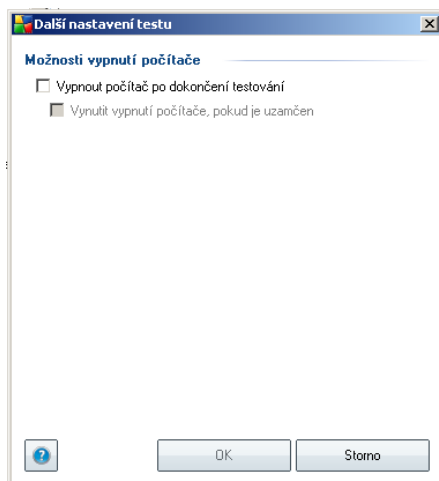 Další nastavení testu
Možnosti vypnutí počítače
Vypnout počítač po dokončení testování
Vynutit vypnutí počítače, pokud je uzamčen
OK
Storno